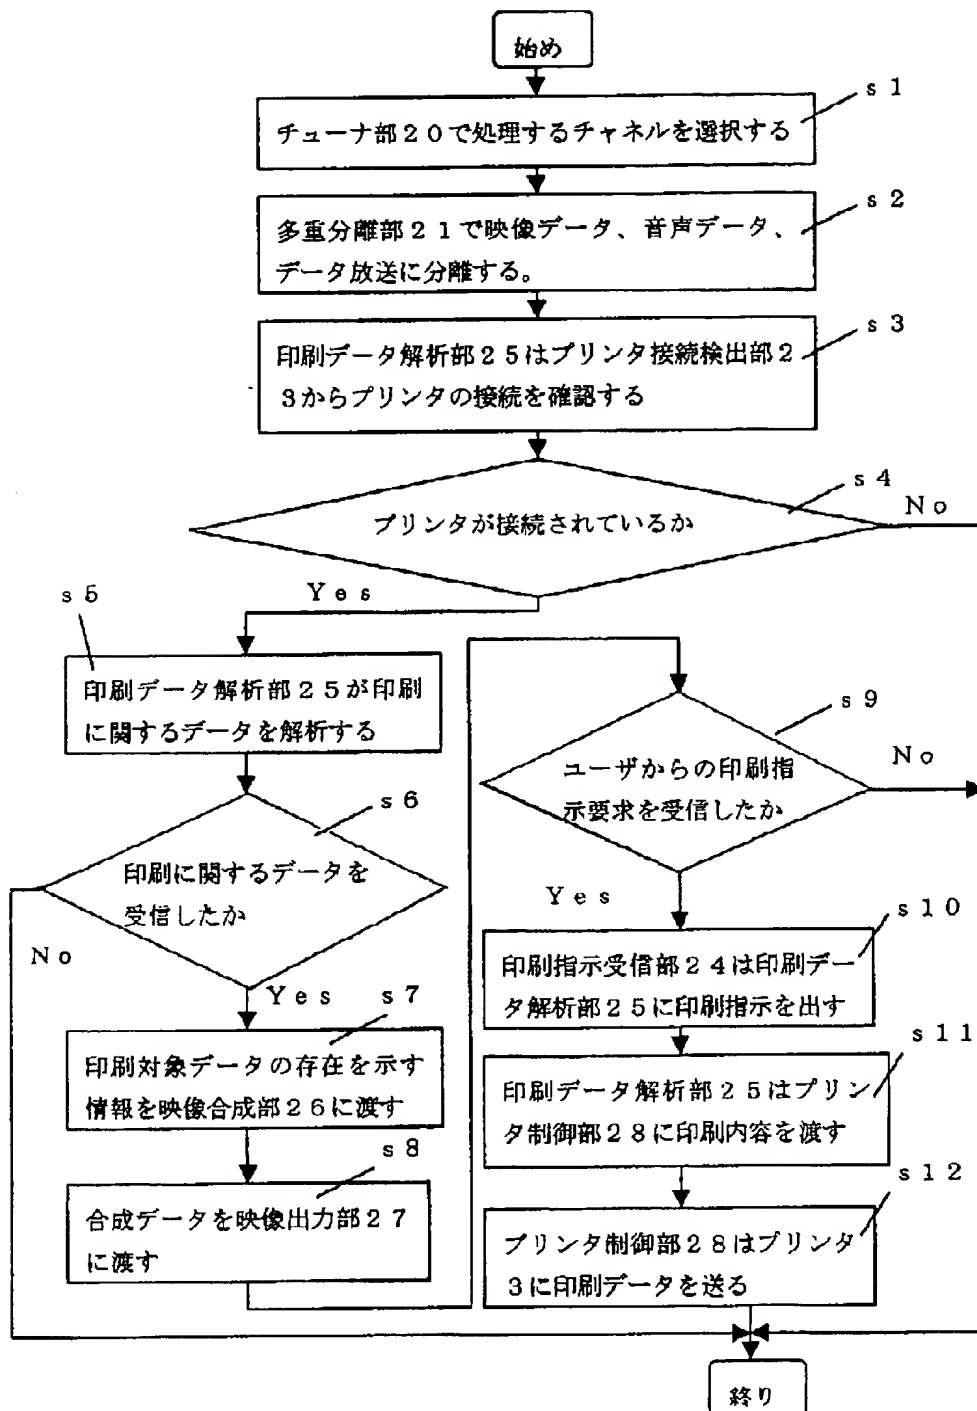 始め
s1
チューナ部20で処理するチャネルを選択する
s2
多重分離部21で映像データ、音声データ、
データ放送に分離する。
s3
印刷データ解析部25はプリンタ接続検出部2
3からプリンタの接続を確認する
s4
No
プリンタが接続されているか
Yes
s5
印刷データ解析部25が印刷
に関するデータを解析する
s6
印刷に関するデータを
受信したか
No
Yes
s7
印刷対象データの存在を示す
情報を映像合成部26に渡す
s8
合成データを映像出力部27
に渡す
s9
No
ユーザからの印刷指
示要求を受信したか
Yes
s10
印刷指示受信部24は印刷デー
タ解析部25に印刷指示を出す
s11
印刷データ解析部25はプリン
タ制御部28に印刷内容を渡す
s12
プリンタ制御部28はプリンタ
3に印刷データを送る
終り